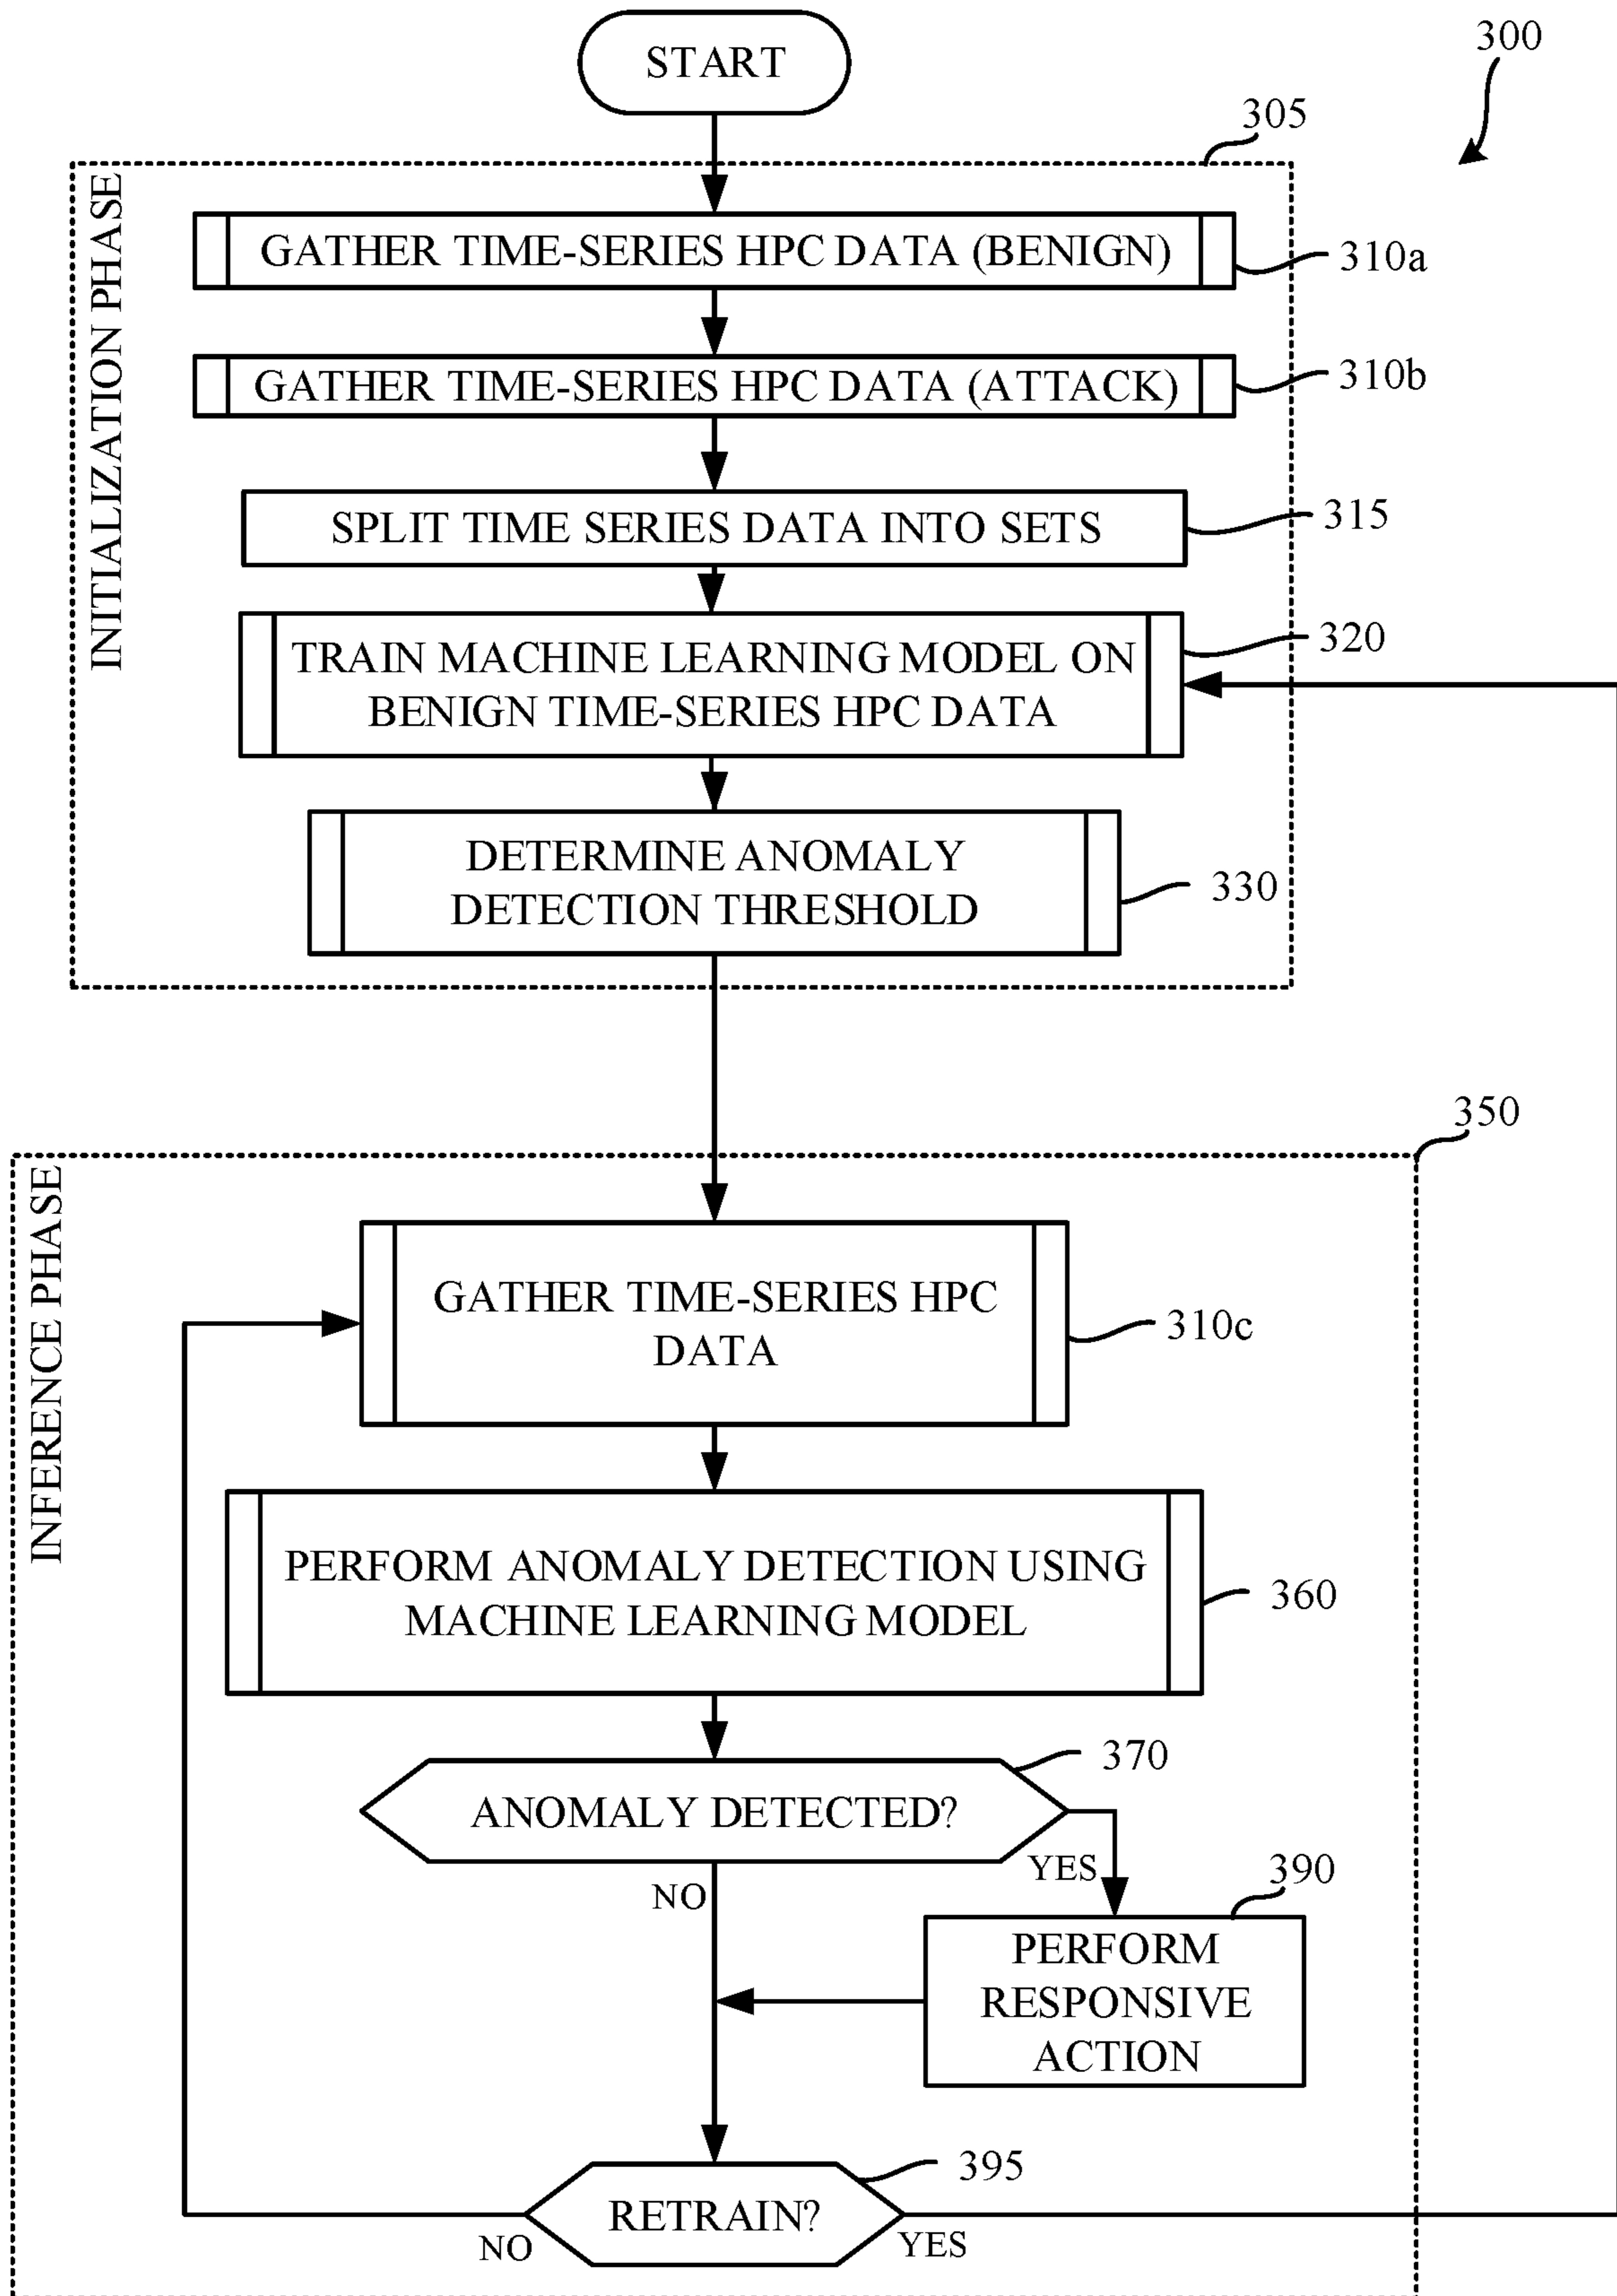 START
300
305
INITIALIZATION PHASE
GATHER TIME-SERIES HPC DATA (BENIGN)
310a
GATHER TIME-SERIES HPC DATA (ATTACK)
310b
SPLIT TIME SERIES DATA INTO SETS
315
TRAIN MACHINE LEARNING MODEL ON
BENIGN TIME-SERIES HPC DATA
320
DETERMINE ANOMALY
DETECTION THRESHOLD
330
350
INFERENCE PHASE
GATHER TIME-SERIES HPC
DATA
310c
PERFORM ANOMALY DETECTION USING
MACHINE LEARNING MODEL
360
370
ANOMALY DETECTED?
YES
NO
390
PERFORM
RESPONSIVE
ACTION
395
RETRAIN?
NO
YES